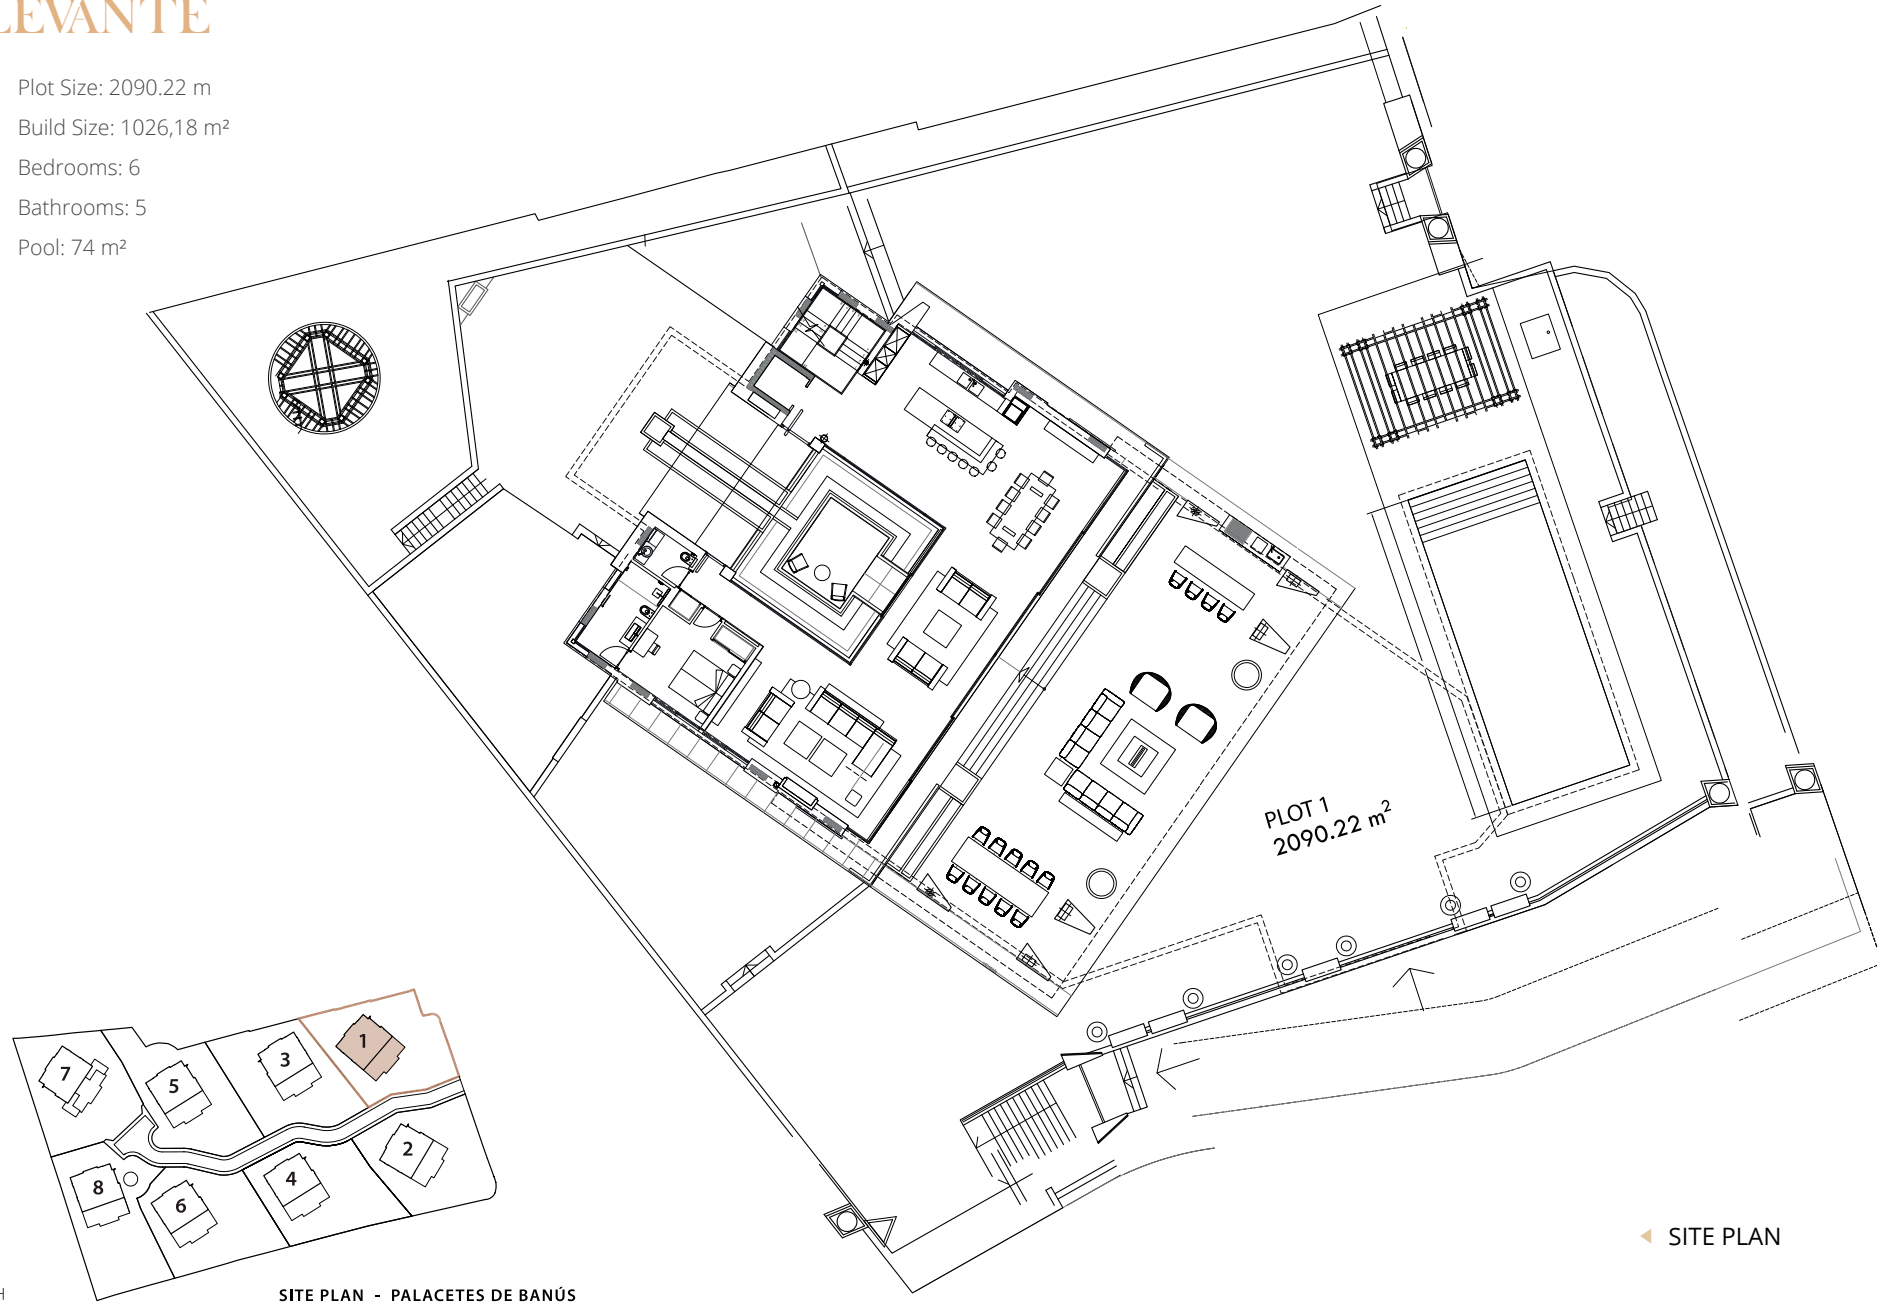 LEVANTE
Plot Size: 2090.22 m
Build Size: 1026,18 m²
Bedrooms: 6
Bathrooms: 5
Pool: 74 m²
PLOT 1
2090.22 m²
1
3
5
7
2
4
6
8
SITE PLAN
H
SITE PLAN - PALACETES DE BANÚS